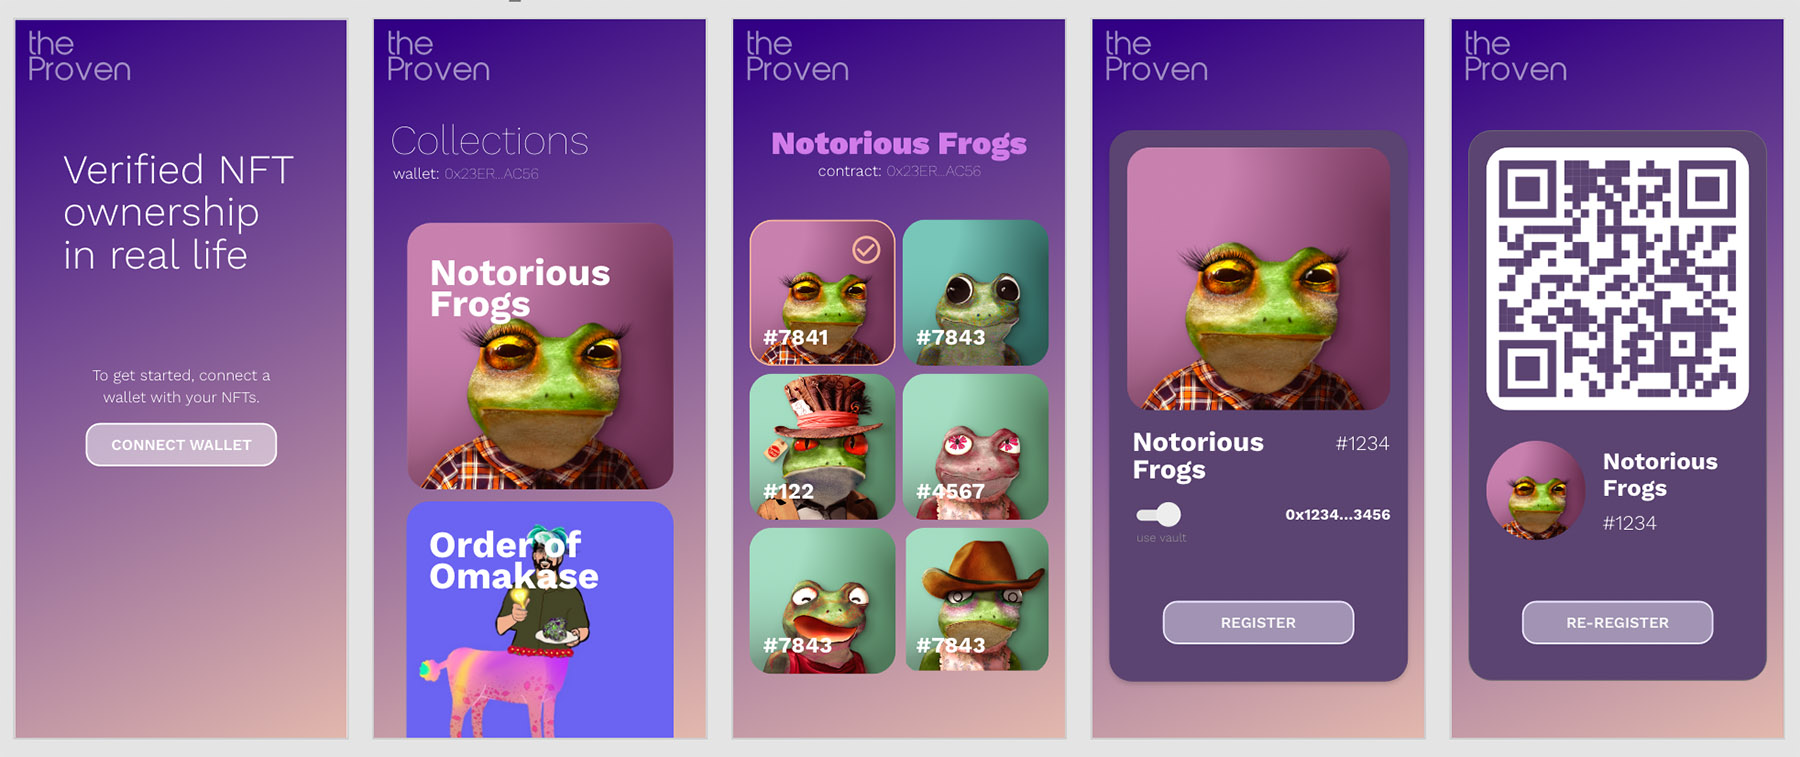 the
Proven
Verified NFT
ownership
in real life
To get started, connect a
wallet with your NFTs.
CONNECT WALLET
the
Proven
Collections
wallet: 0x23ER...AC56
Notorious
Frogs
Order of
Omakase
the
Proven
Notorious Frogs
contract: 0x23ER...AC56
#7841
#7843
#122
#4567
#7843
#7843
the
Proven
Notorious
Frogs
#1234
use vault
0x1234...3456
REGISTER
the
Proven
Notorious
Frogs
#1234
RE-REGISTER